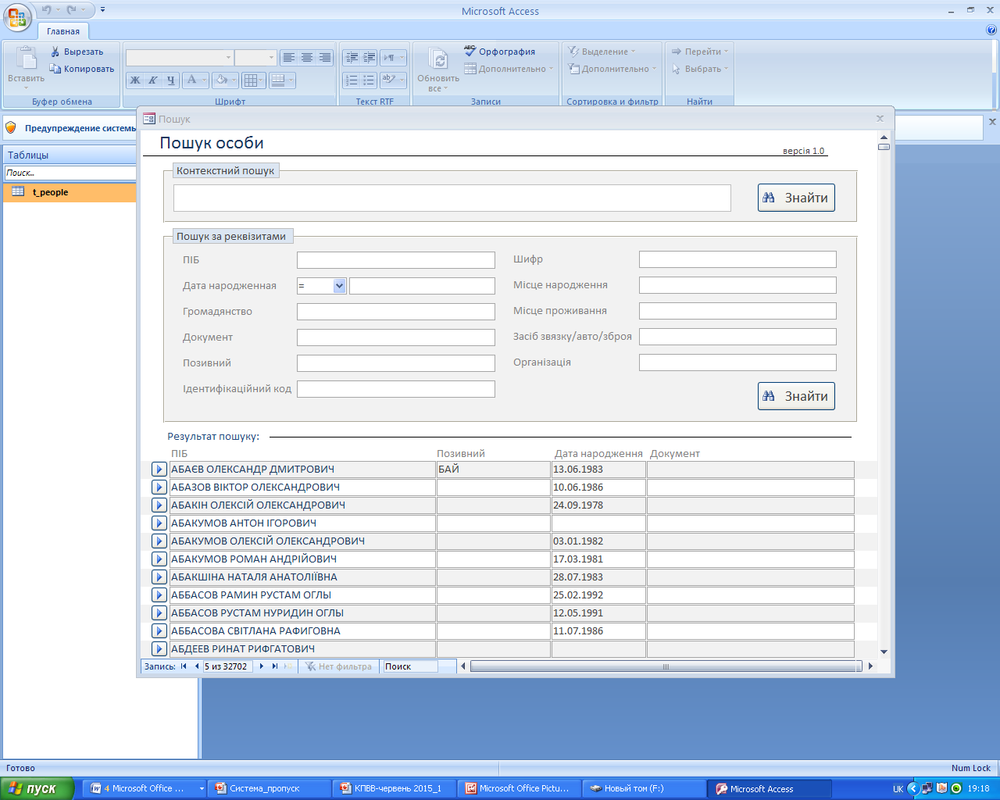 Microsoft Access
Главная
Вставить
Вырезать
Копировать
Буфер обмена
Ж К Ч
А
Шрифт
Текст RTF
Обновить все
Орфография
Дополнительно
Записи
Выделение
Дополнительно
Сортировка и фильтр
Перейти
Выбрать
Найти
Предупреждение системы
Таблицы
Поиск...
t_people
Пошук
Пошук особи
версія 1.0
Контекстний пошук
Знайти
Пошук за реквізитами
ПІБ
Шифр
Дата народженная =
Місце народження
Громадянство
Місце проживання
Документ
Засіб звязку/авто/зброя
Позивний
Організація
Ідентифікаційний код
Знайти
Результат пошуку:
ПІБ Позивний Дата народження Документ
АБАЄВ ОЛЕКСАНДР ДМИТРОВИЧ БАЙ 13.06.1983
АБАЗОВ ВІКТОР ОЛЕКСАНДРОВИЧ 10.06.1986
АБАКІН ОЛЕКСІЙ ОЛЕКСАНДРОВИЧ 24.09.1978
АБАКУМОВ АНТОН ІГОРОВИЧ
АБАКУМОВ ОЛЕКСІЙ ОЛЕКСАНДРОВИЧ 03.01.1982
АБАКУМОВ РОМАН АНДРІЙОВИЧ 17.03.1981
АБАКШІНА НАТАЛЯ АНАТОЛІЇВНА 28.07.1983
АББАСОВ РАМИН РУСТАМ ОГЛЫ 25.02.1992
АББАСОВ РУСТАМ НУРИДИН ОГЛЫ 12.05.1991
АББАСОВА СВІТЛАНА РАФИГОВНА 11.07.1986
АБДЕЕВ РИНАТ РИФГАТОВИЧ
Запись: 5 из 32702 Нет фильтра Поиск
Готово
Num Lock
пуск
4 Microsoft Office ...
Система_пропуск
КПВВ-червень 2015_1
Microsoft Office Pictu...
Новый том (F:)
Microsoft Access
UK
19:18